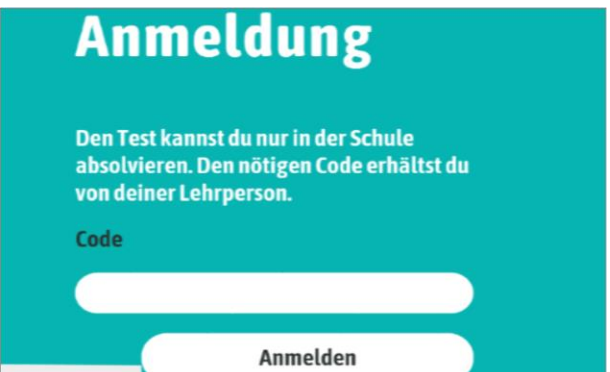 Anmeldung
Den Test kannst du nur in der Schule
absolvieren. Den nötigen Code erhältst du
von deiner Lehrperson.
Code
Anmelden